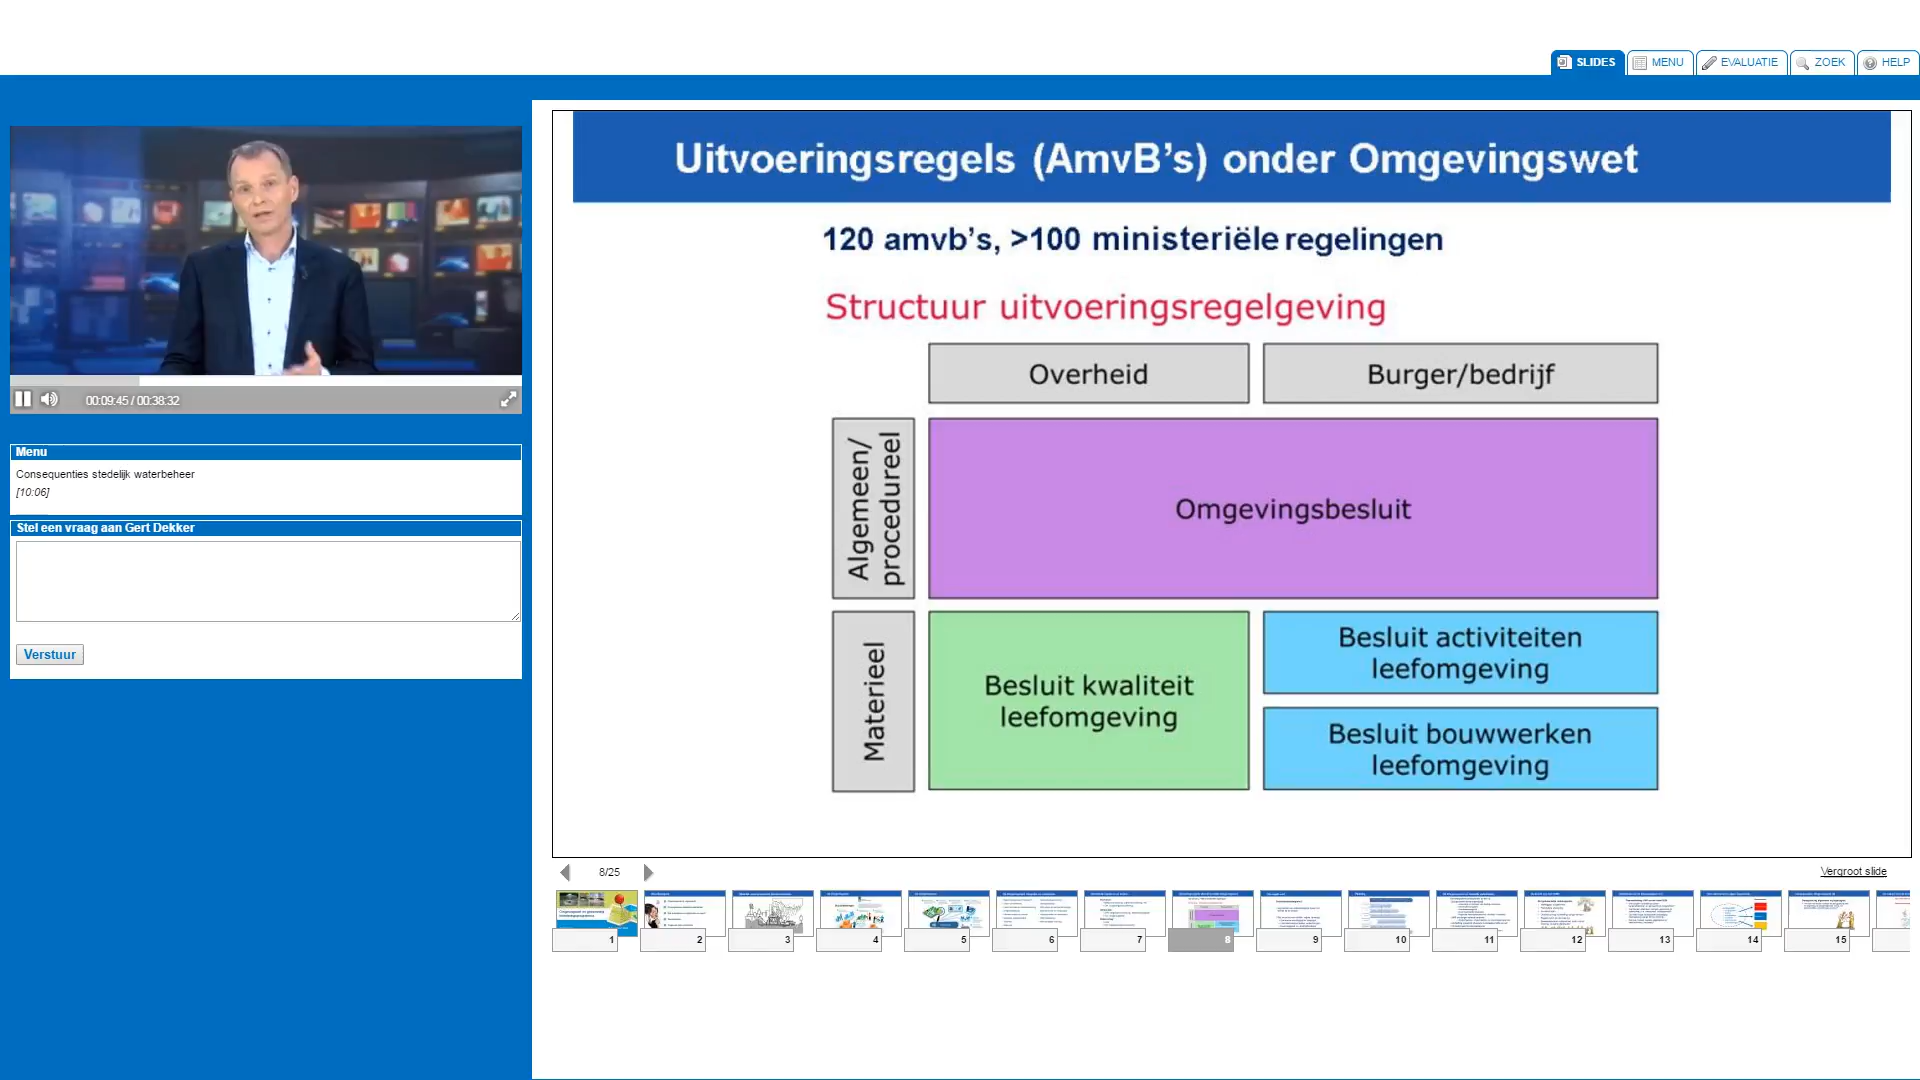 SLIDES
MENU
EVALUATIE
ZOEK
HELP
00:09:45 / 00:38:32
Menu
Consequenties stedelijk waterbeheer
[10:06]
Stel een vraag aan Gert Dekker
Verstuur
Uitvoeringsregels (AmvB's) onder Omgevingswet
120 amvb's, >100 ministeriële regelingen
Structuur uitvoeringsregelgeving
Overheid
Burger/bedrijf
Algemeen/
procedureel
Omgevingsbesluit
Materieel
Besluit kwaliteit
leefomgeving
Besluit activiteiten
leefomgeving
Besluit bouwwerken
leefomgeving
8/25
Vergroot slide
1
2
3
4
5
6
7
8
9
10
11
12
13
14
15